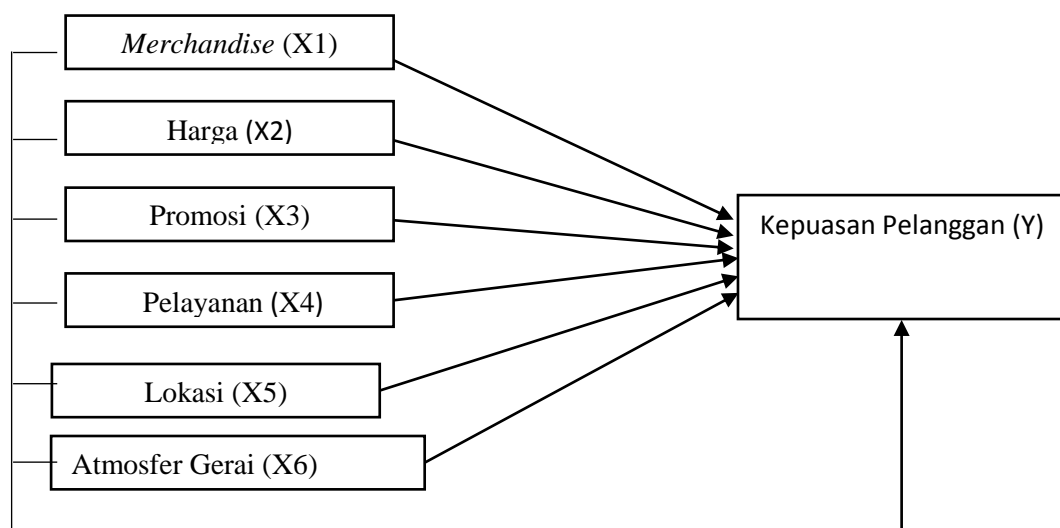 Merchandise (X1)
Harga (X2)
Promosi (X3)
Pelayanan (X4)
Lokasi (X5)
Atmosfer Gerai (X6)
Kepuasan Pelanggan (Y)